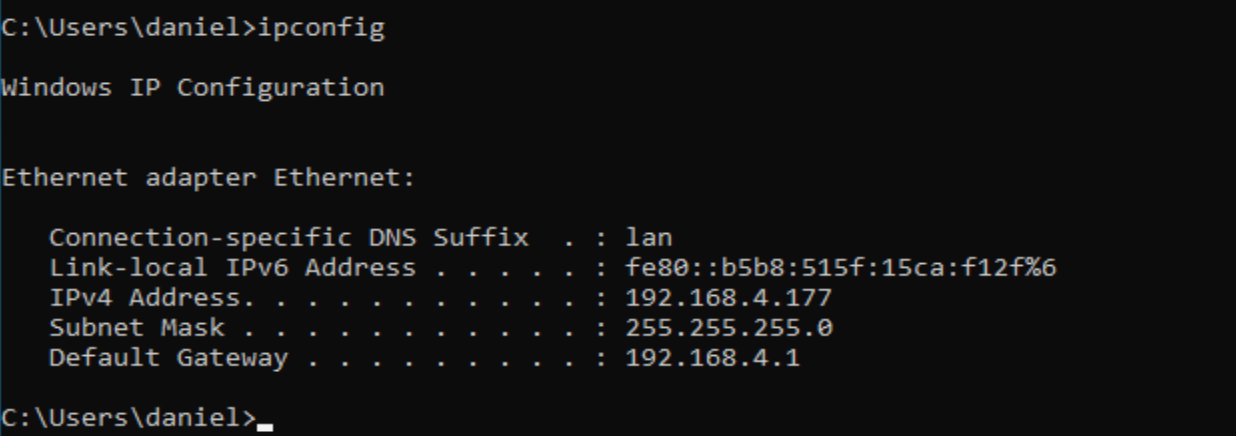 C:\Users\daniel>ipconfig
Windows IP Configuration
Ethernet adapter Ethernet:
   Connection-specific DNS Suffix  . : lan
   Link-local IPv6 Address . . . . . : fe80::b5b8:515f:15ca:f12f%6
   IPv4 Address. . . . . . . . . . . : 192.168.4.177
   Subnet Mask . . . . . . . . . . . : 255.255.255.0
   Default Gateway . . . . . . . . . : 192.168.4.1
C:\Users\daniel>